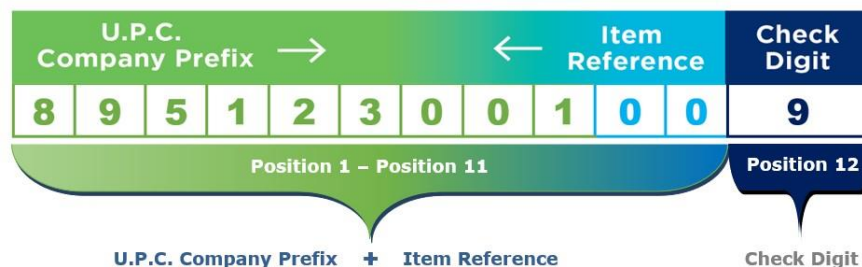 U.P.C.
Company Prefix →
← Item
Reference
Check
Digit
8 9 5 1 2 3 0 0 1 0 0 9
Position 1 – Position 11
Position 12
U.P.C. Company Prefix + Item Reference
Check Digit